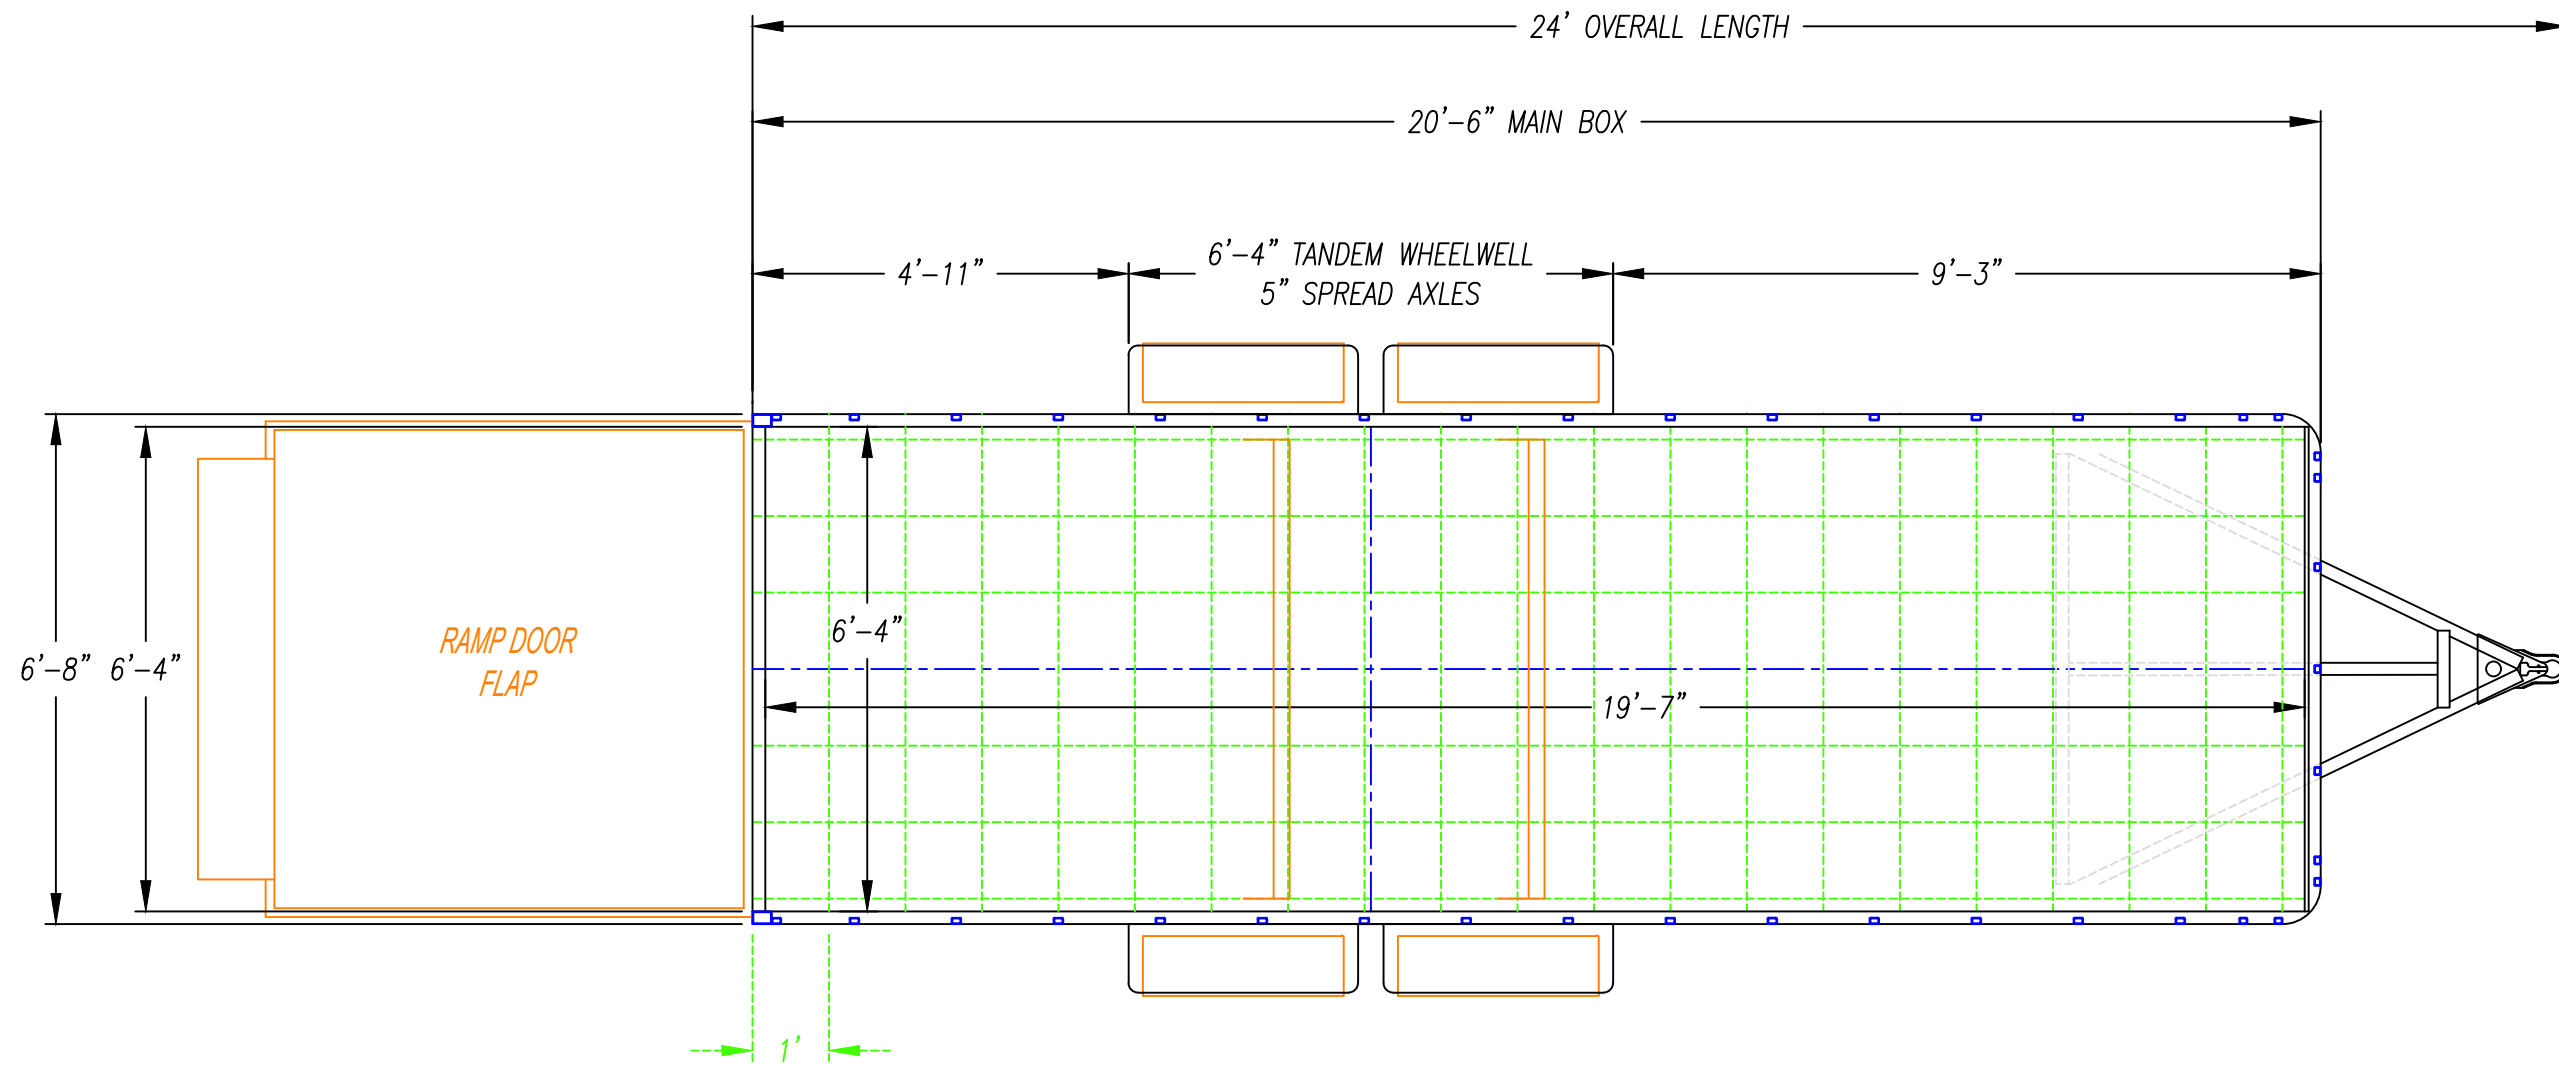 24' OVERALL LENGTH
20'-6" MAIN BOX
4'-11"
6'-4" TANDEM WHEELWELL
5" SPREAD AXLES
9'-3"
6'-8"
6'-4"
RAMP DOOR
FLAP
6'-4"
19'-7"
1'